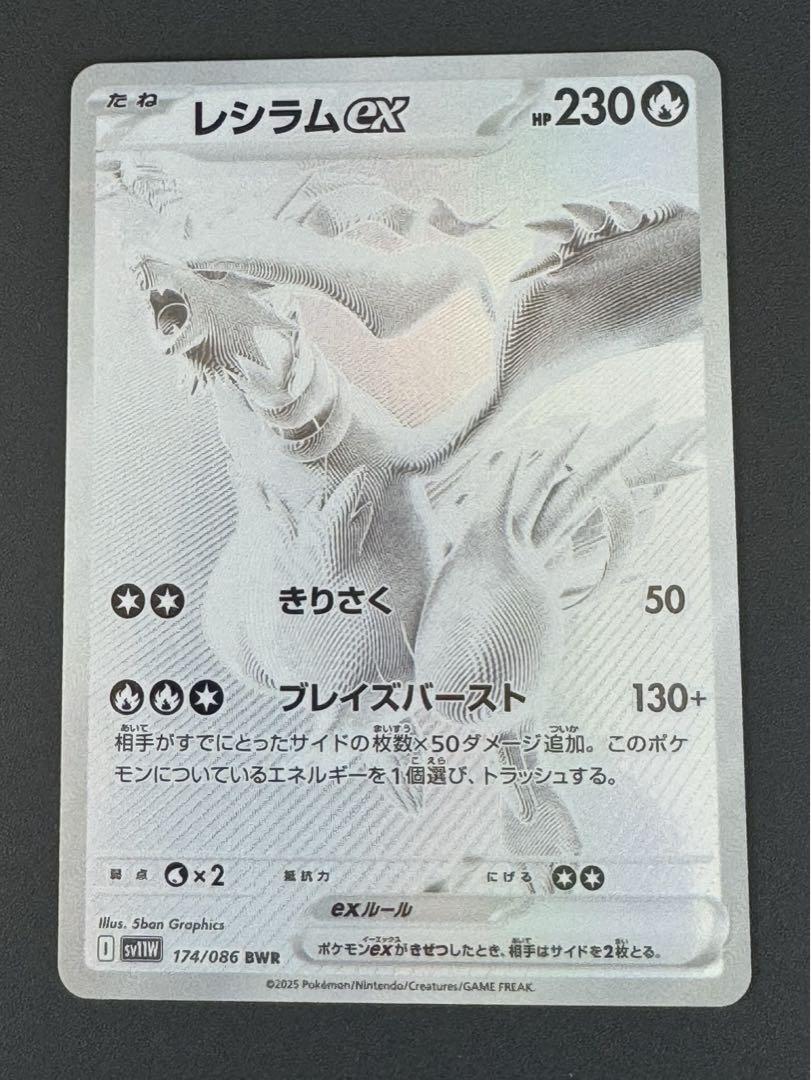 たね レシラムex HP230
きりさく 50
ブレイズバースト 130+
相手がすでにとったサイドの枚数×50ダメージ追加。このポケ
モンについているエネルギーを1個選び、トラッシュする。
弱点 ×2 抵抗力 にげる
exルール
Illus. 5ban Graphics
ポケモンexがきぜつしたとき、相手はサイドを2枚とる。
I SV11W 174/086 BWR
©2025 Pokémon/Nintendo/Creatures/GAME FREAK.